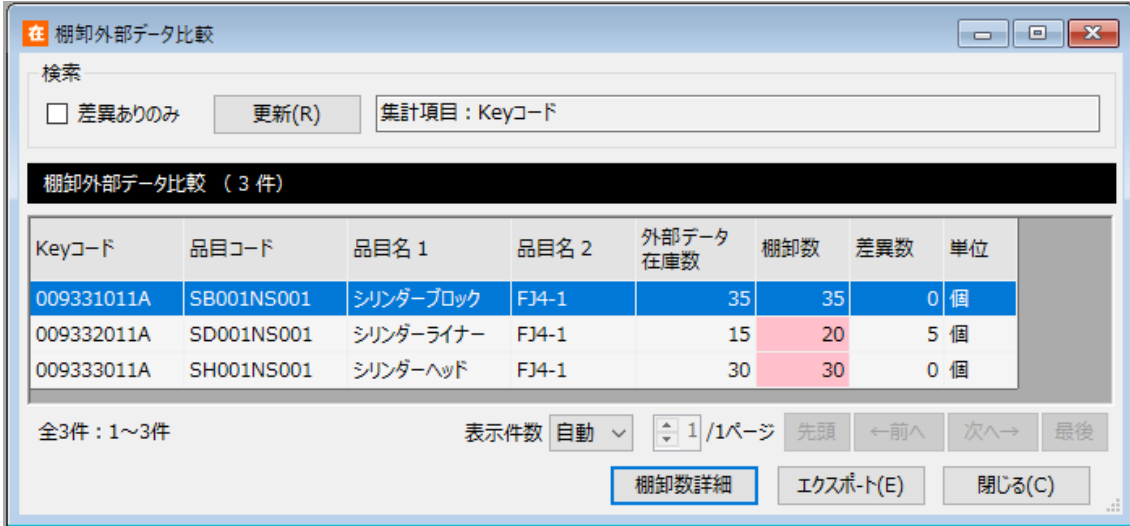 在 棚卸外部データ比較
検索
差異ありのみ 更新(R) 集計項目：Keyコード
棚卸外部データ比較 （ 3 件）
Keyコード 品目コード 品目名 1 品目名 2 外部データ在庫数 棚卸数 差異数 単位
009331011A SB001NS001 シリンダーブロック FJ4-1 35 35 0 個
009332011A SD001NS001 シリンダーライナー FJ4-1 15 20 5 個
009333011A SH001NS001 シリンダーヘッド FJ4-1 30 30 0 個
全3件：1～3件 表示件数 自動 1 /1ページ 先頭 ←前へ 次へ→ 最後
棚卸数詳細 エクスポート(E) 閉じる(C)